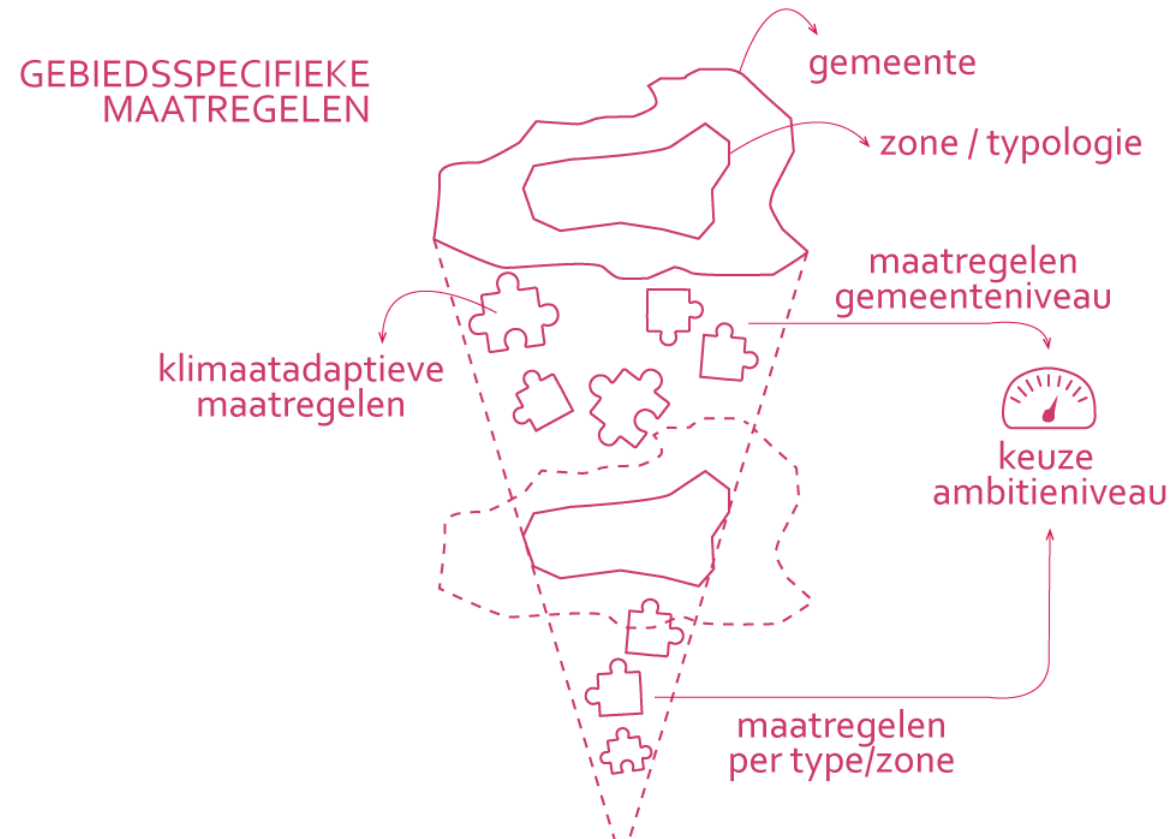 GEBIEDSSPECIFIEKE
MAATREGELEN
gemeente
zone / typologie
maatregelen
gemeenteniveau
klimaatadaptieve
maatregelen
keuze
ambitieniveau
maatregelen
per type/zone